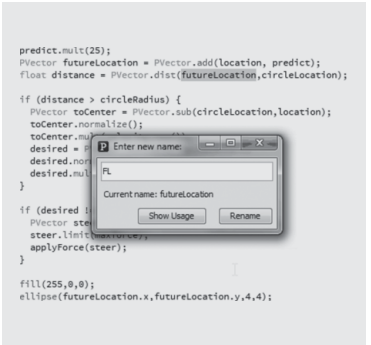 predict.mult(25);
PVector futureLocation = PVector.add(location, predict);
float distance = PVector.dist(futureLocation,circleLocation);
if (distance > circleRadius) {
PVector toCenter = PVector.sub(circleLocation,location);
toCenter.normalize();
toCenter.mu
desired = P
desired.nor
desired.mul
}
P Enter new name:
FL
Current name: futureLocation
Show Usage
Rename
if (desired !
PVector stee
steer.limit(maxforce);
applyForce(steer);
}
fill(255,0,0);
ellipse(futureLocation.x,futureLocation.y,4,4);